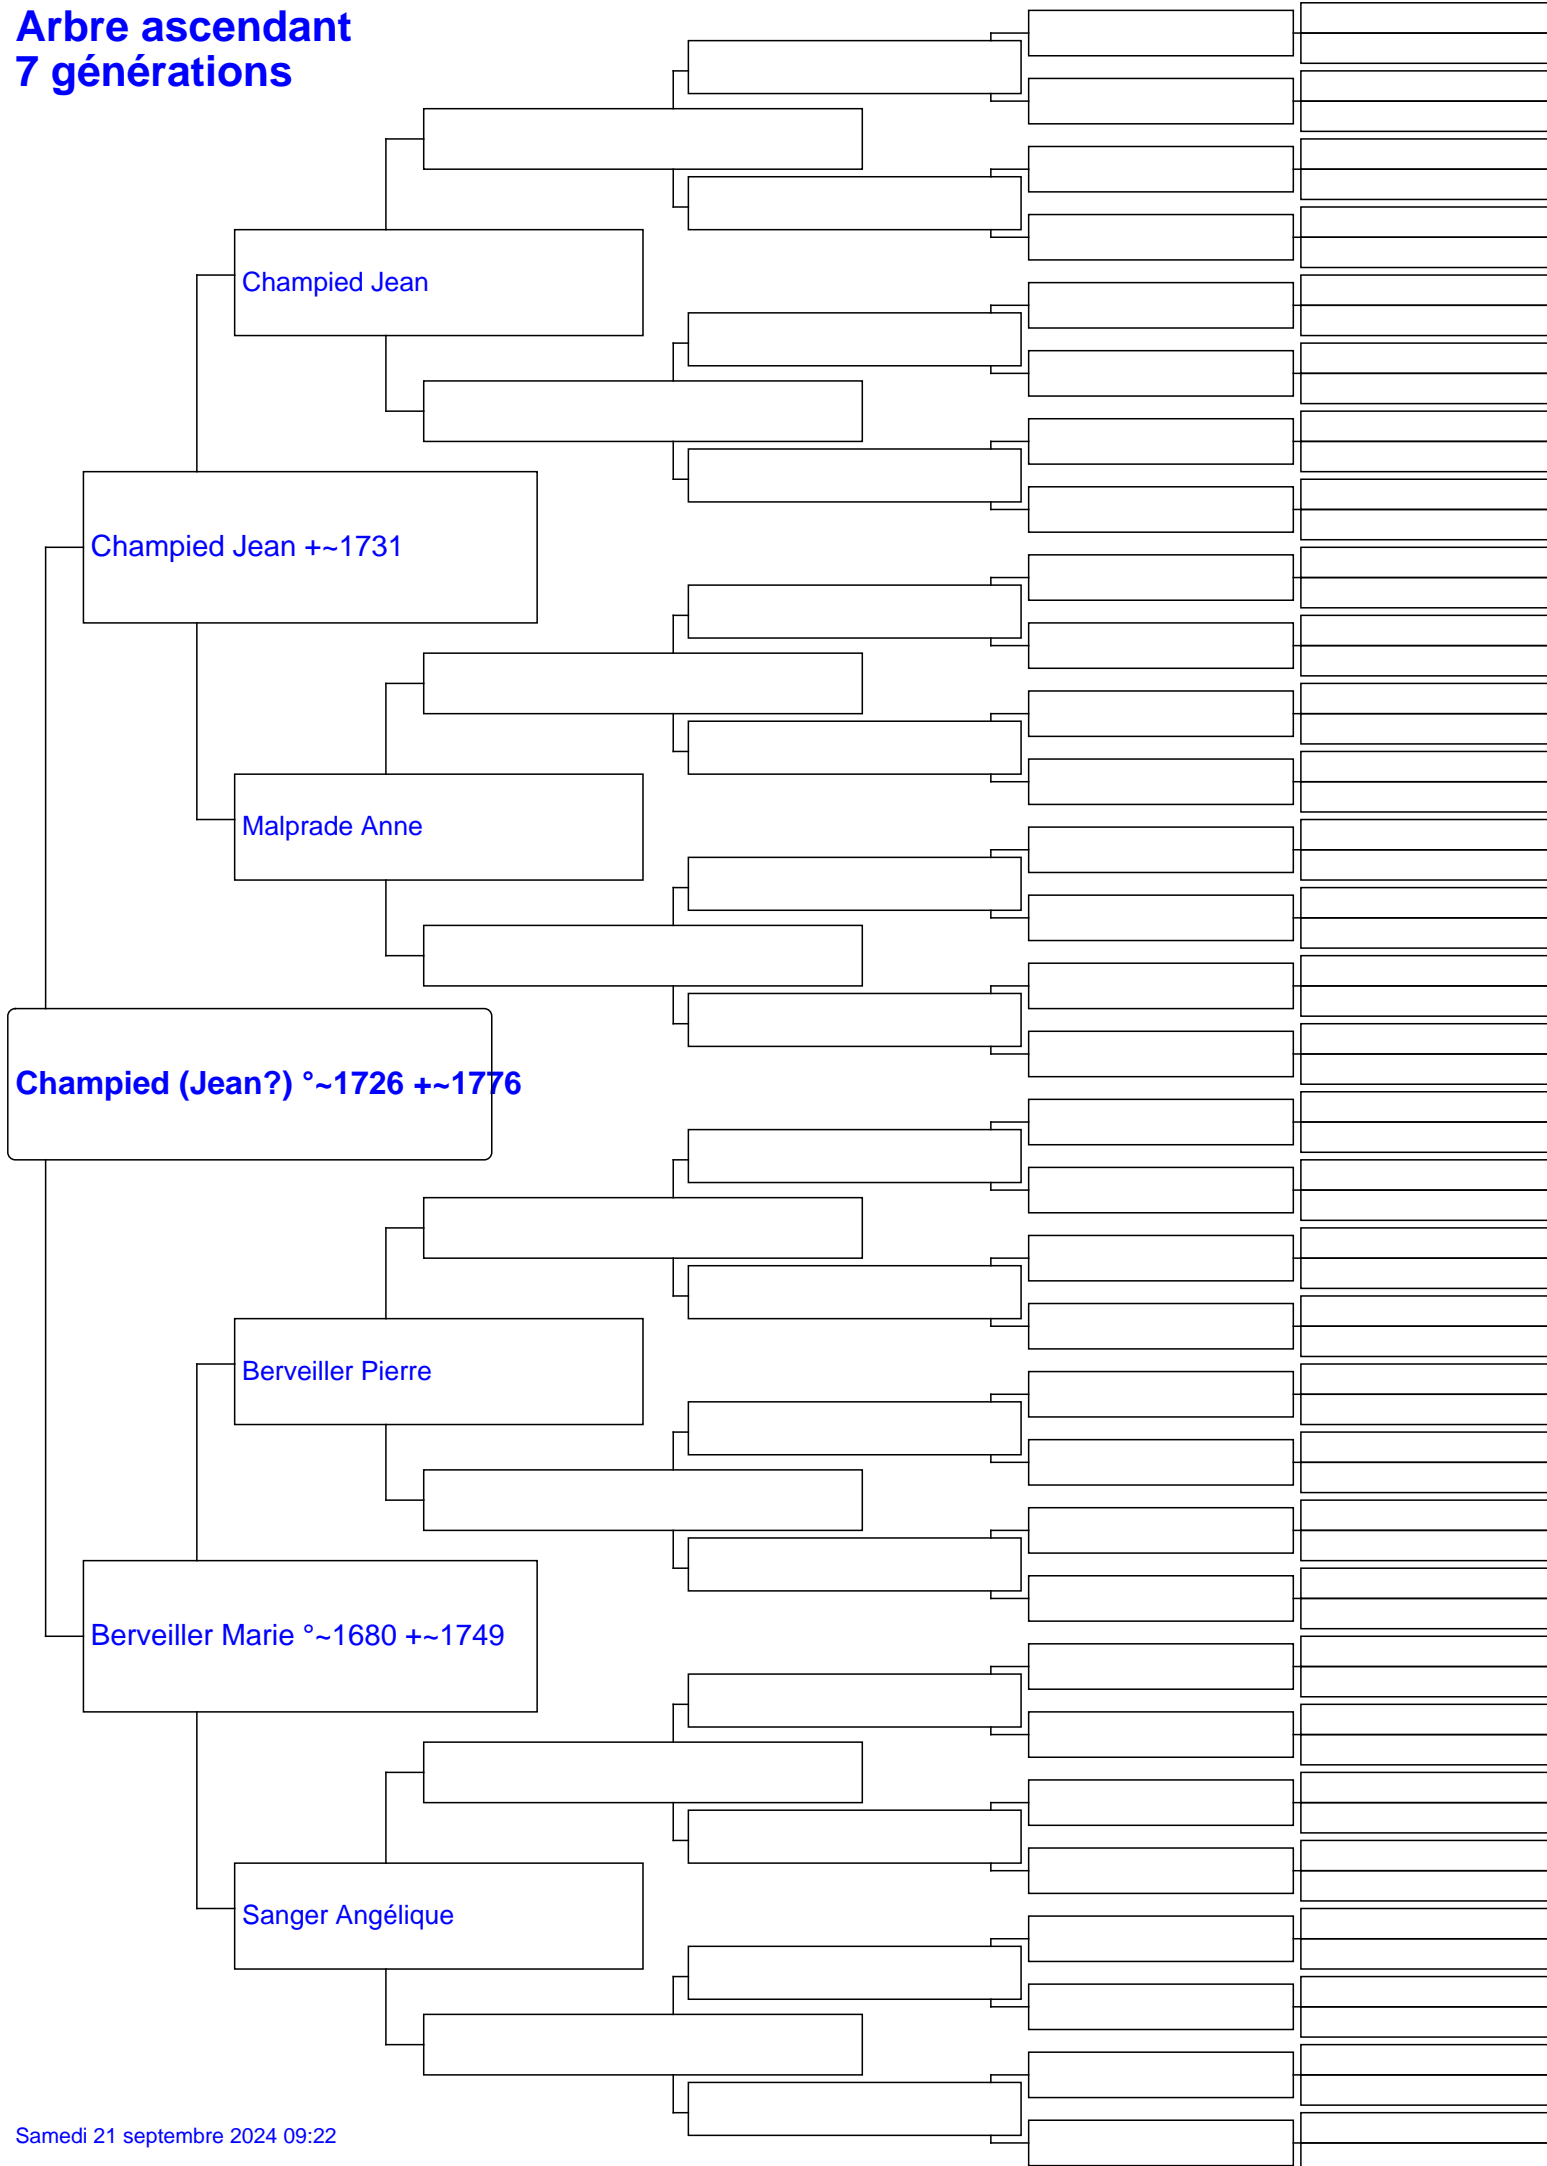 Arbre ascendant
7 générations
Champied Jean
Champied Jean +~1731
Malprade Anne
Champied (Jean?) °~1726 +~1776
Berveiller Pierre
Berveiller Marie °~1680 +~1749
Sanger Angélique
Samedi 21 septembre 2024 09:22